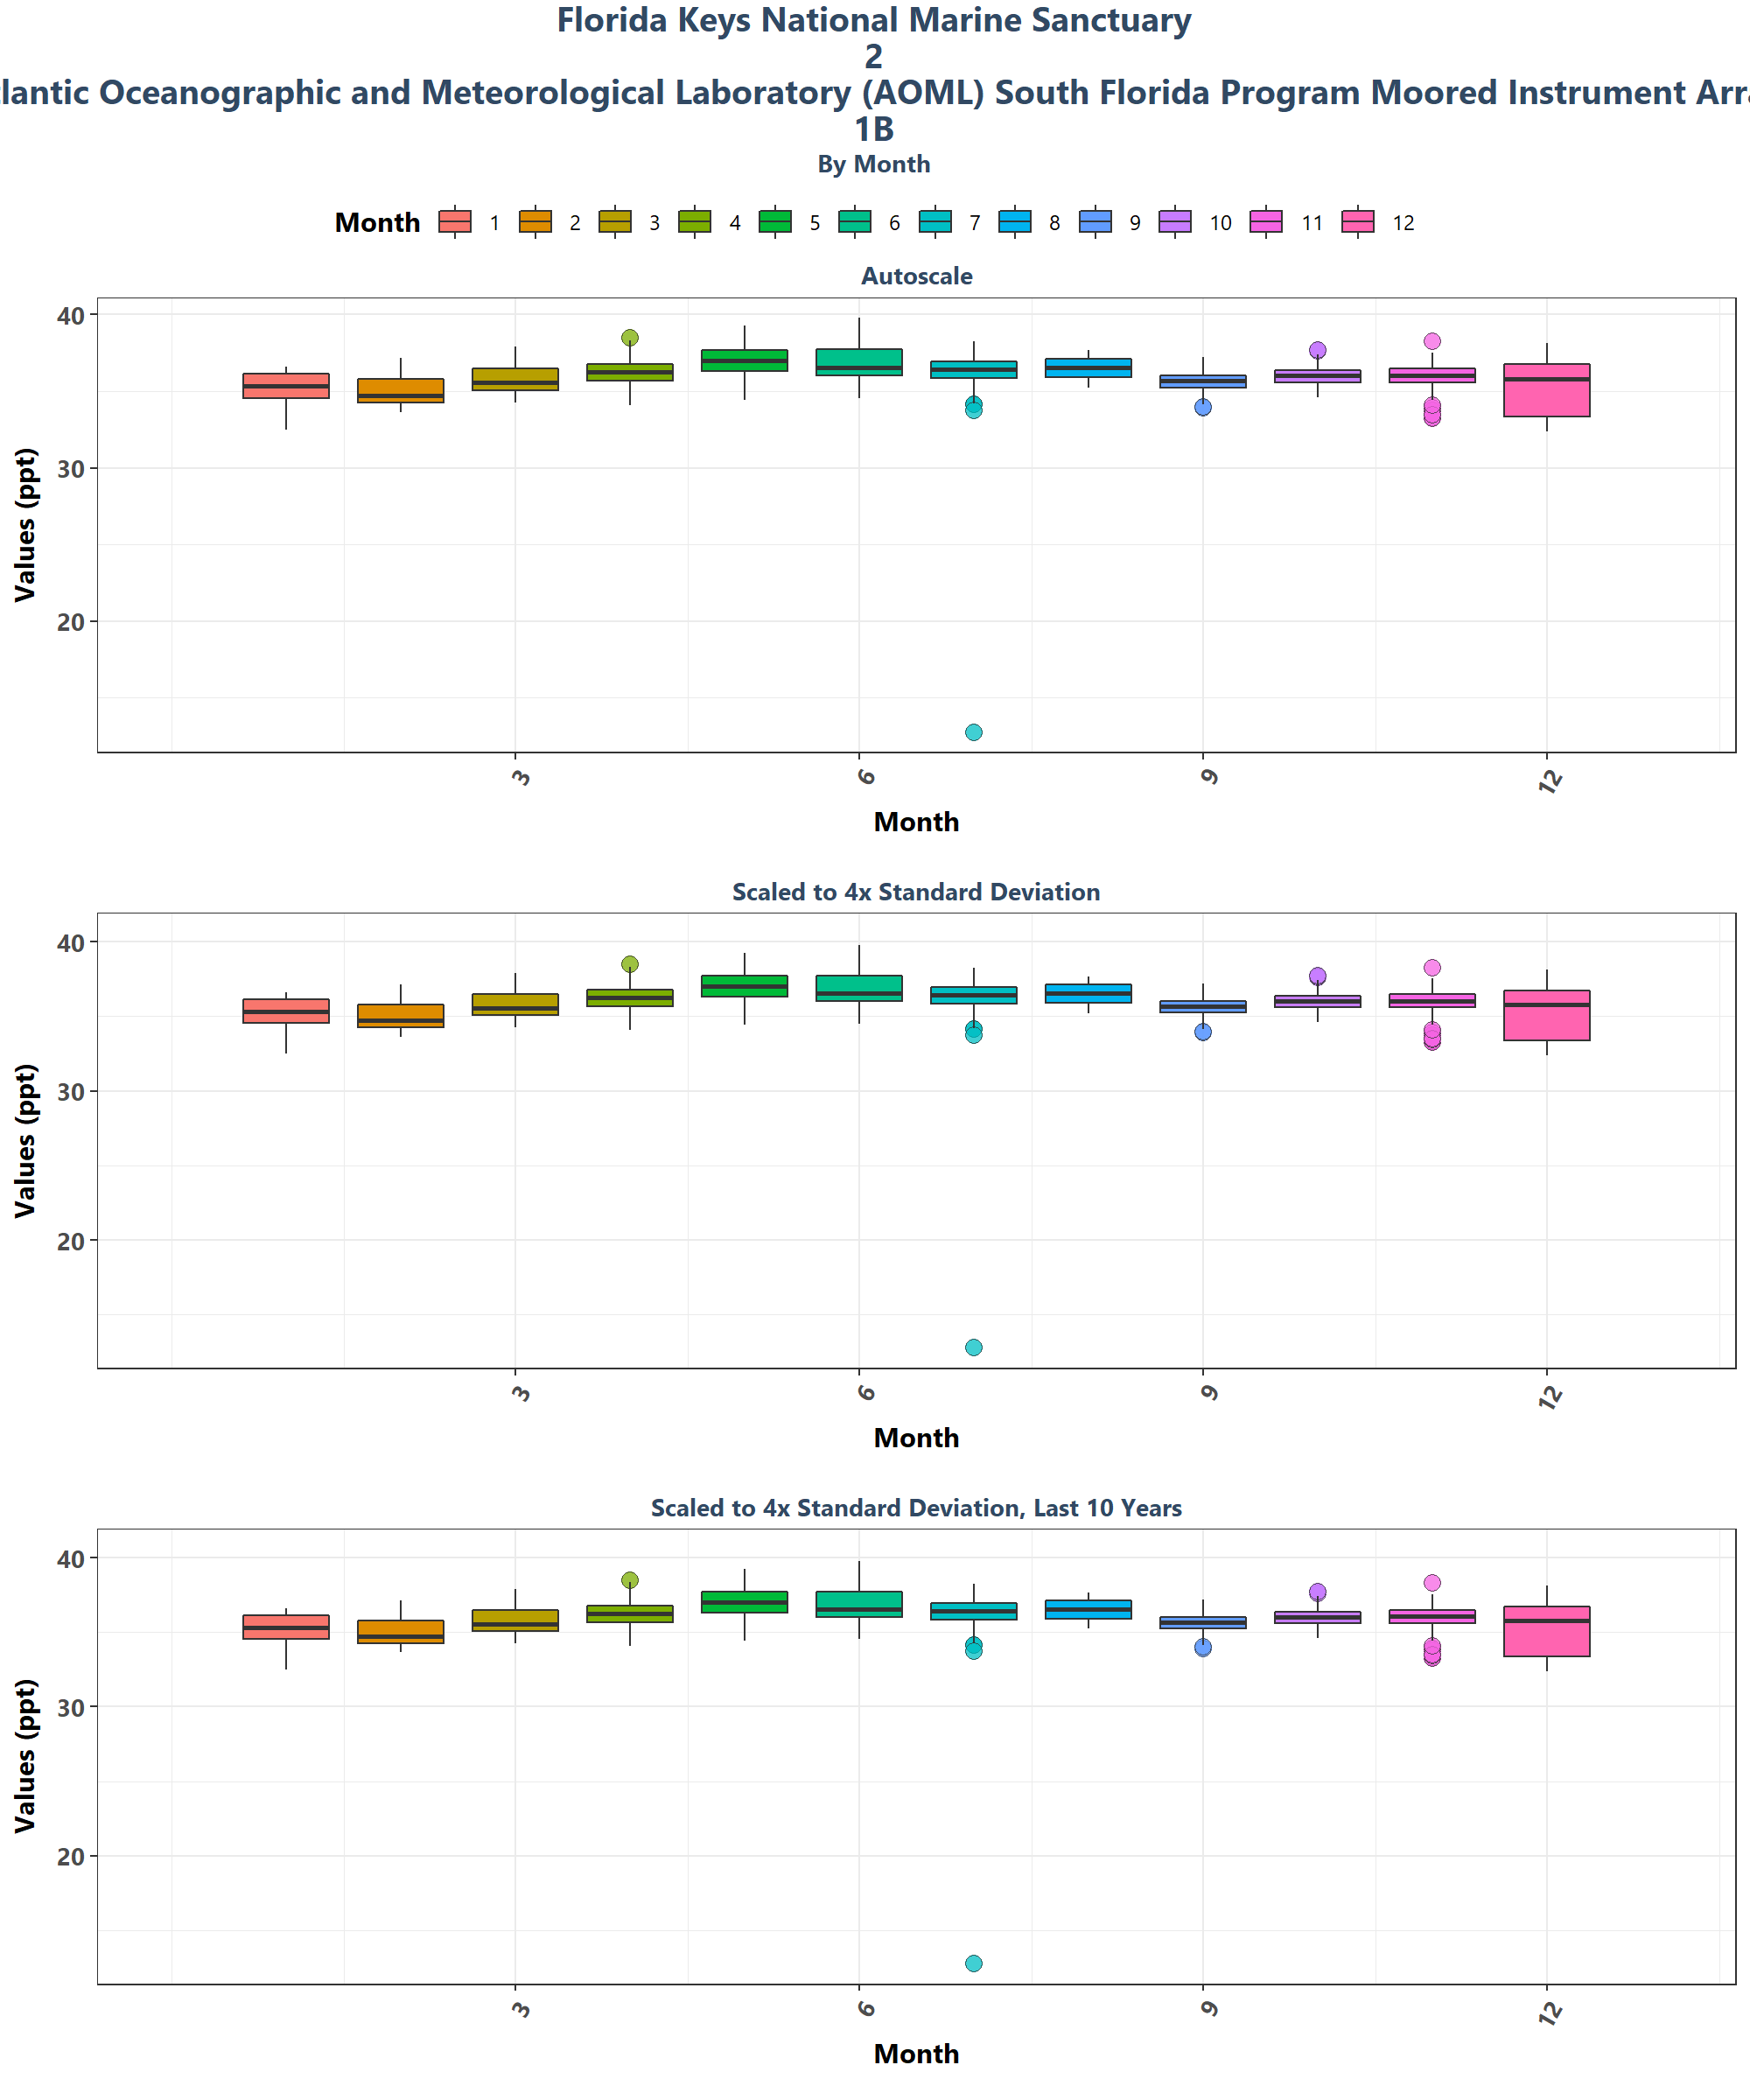 Florida Keys National Marine Sanctuary
2
lantic Oceanographic and Meteorological Laboratory (AOML) South Florida Program Moored Instrument Arr
1B
By Month
Month 1 2 3 4 5 6 7 8 9 10 11 12
Autoscale
40
30
20
Values (ppt)
3 6 9 12
Month
Scaled to 4x Standard Deviation
40
30
20
Values (ppt)
3 6 9 12
Month
Scaled to 4x Standard Deviation, Last 10 Years
40
30
20
Values (ppt)
3 6 9 12
Month